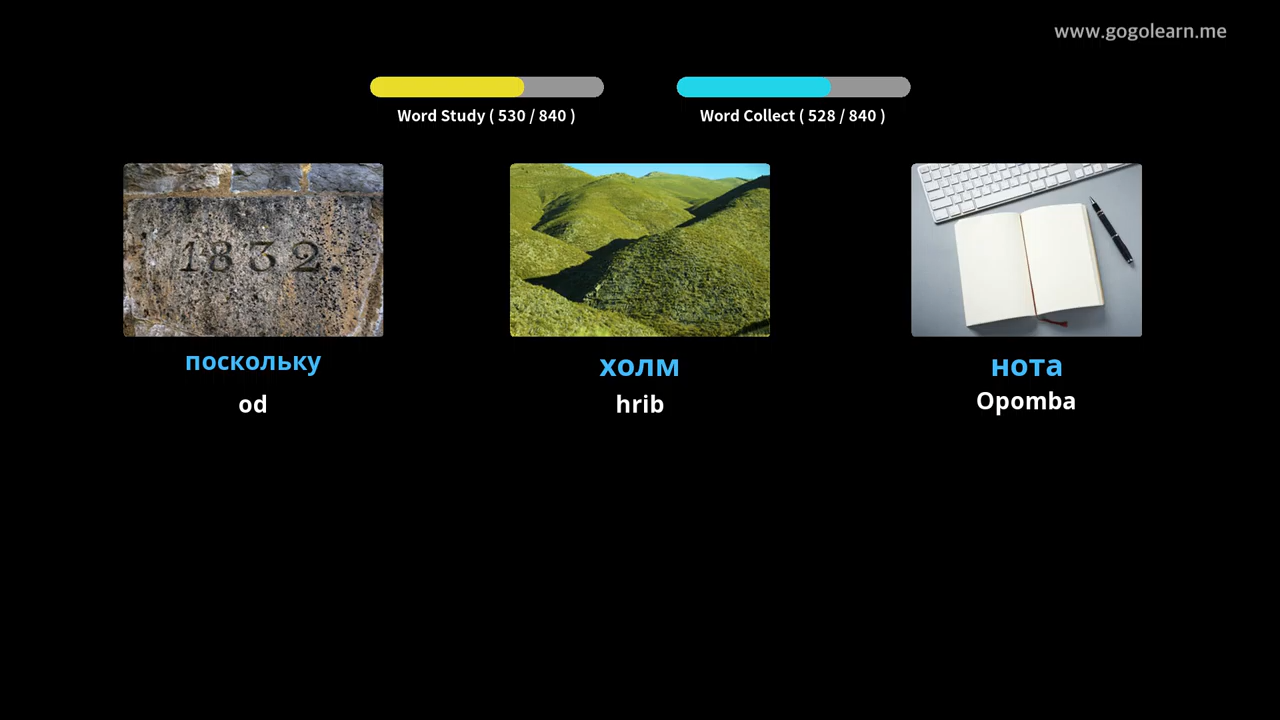 www.gogolearn.me
Word Study ( 530 / 840 )
Word Collect ( 528 / 840 )
1832.
поскольку
холм
нота
od
hrib
Opomba